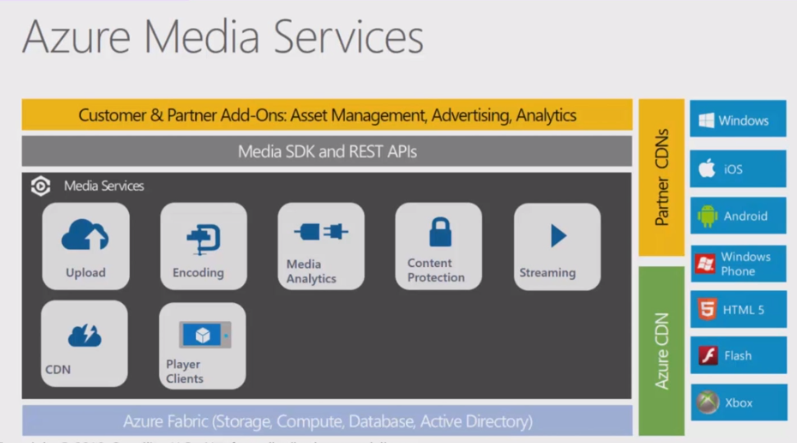 Azure Media Services
Customer & Partner Add-Ons: Asset Management, Advertising, Analytics
Media SDK and REST APIs
Media Services
Upload
Encoding
Media
Analytics
Content
Protection
Streaming
CDN
Player
Clients
Azure Fabric (Storage, Compute, Database, Active Directory)
Partner CDNs
Azure CDN
Windows
iOS
Android
Windows
Phone
HTML 5
Flash
Xbox